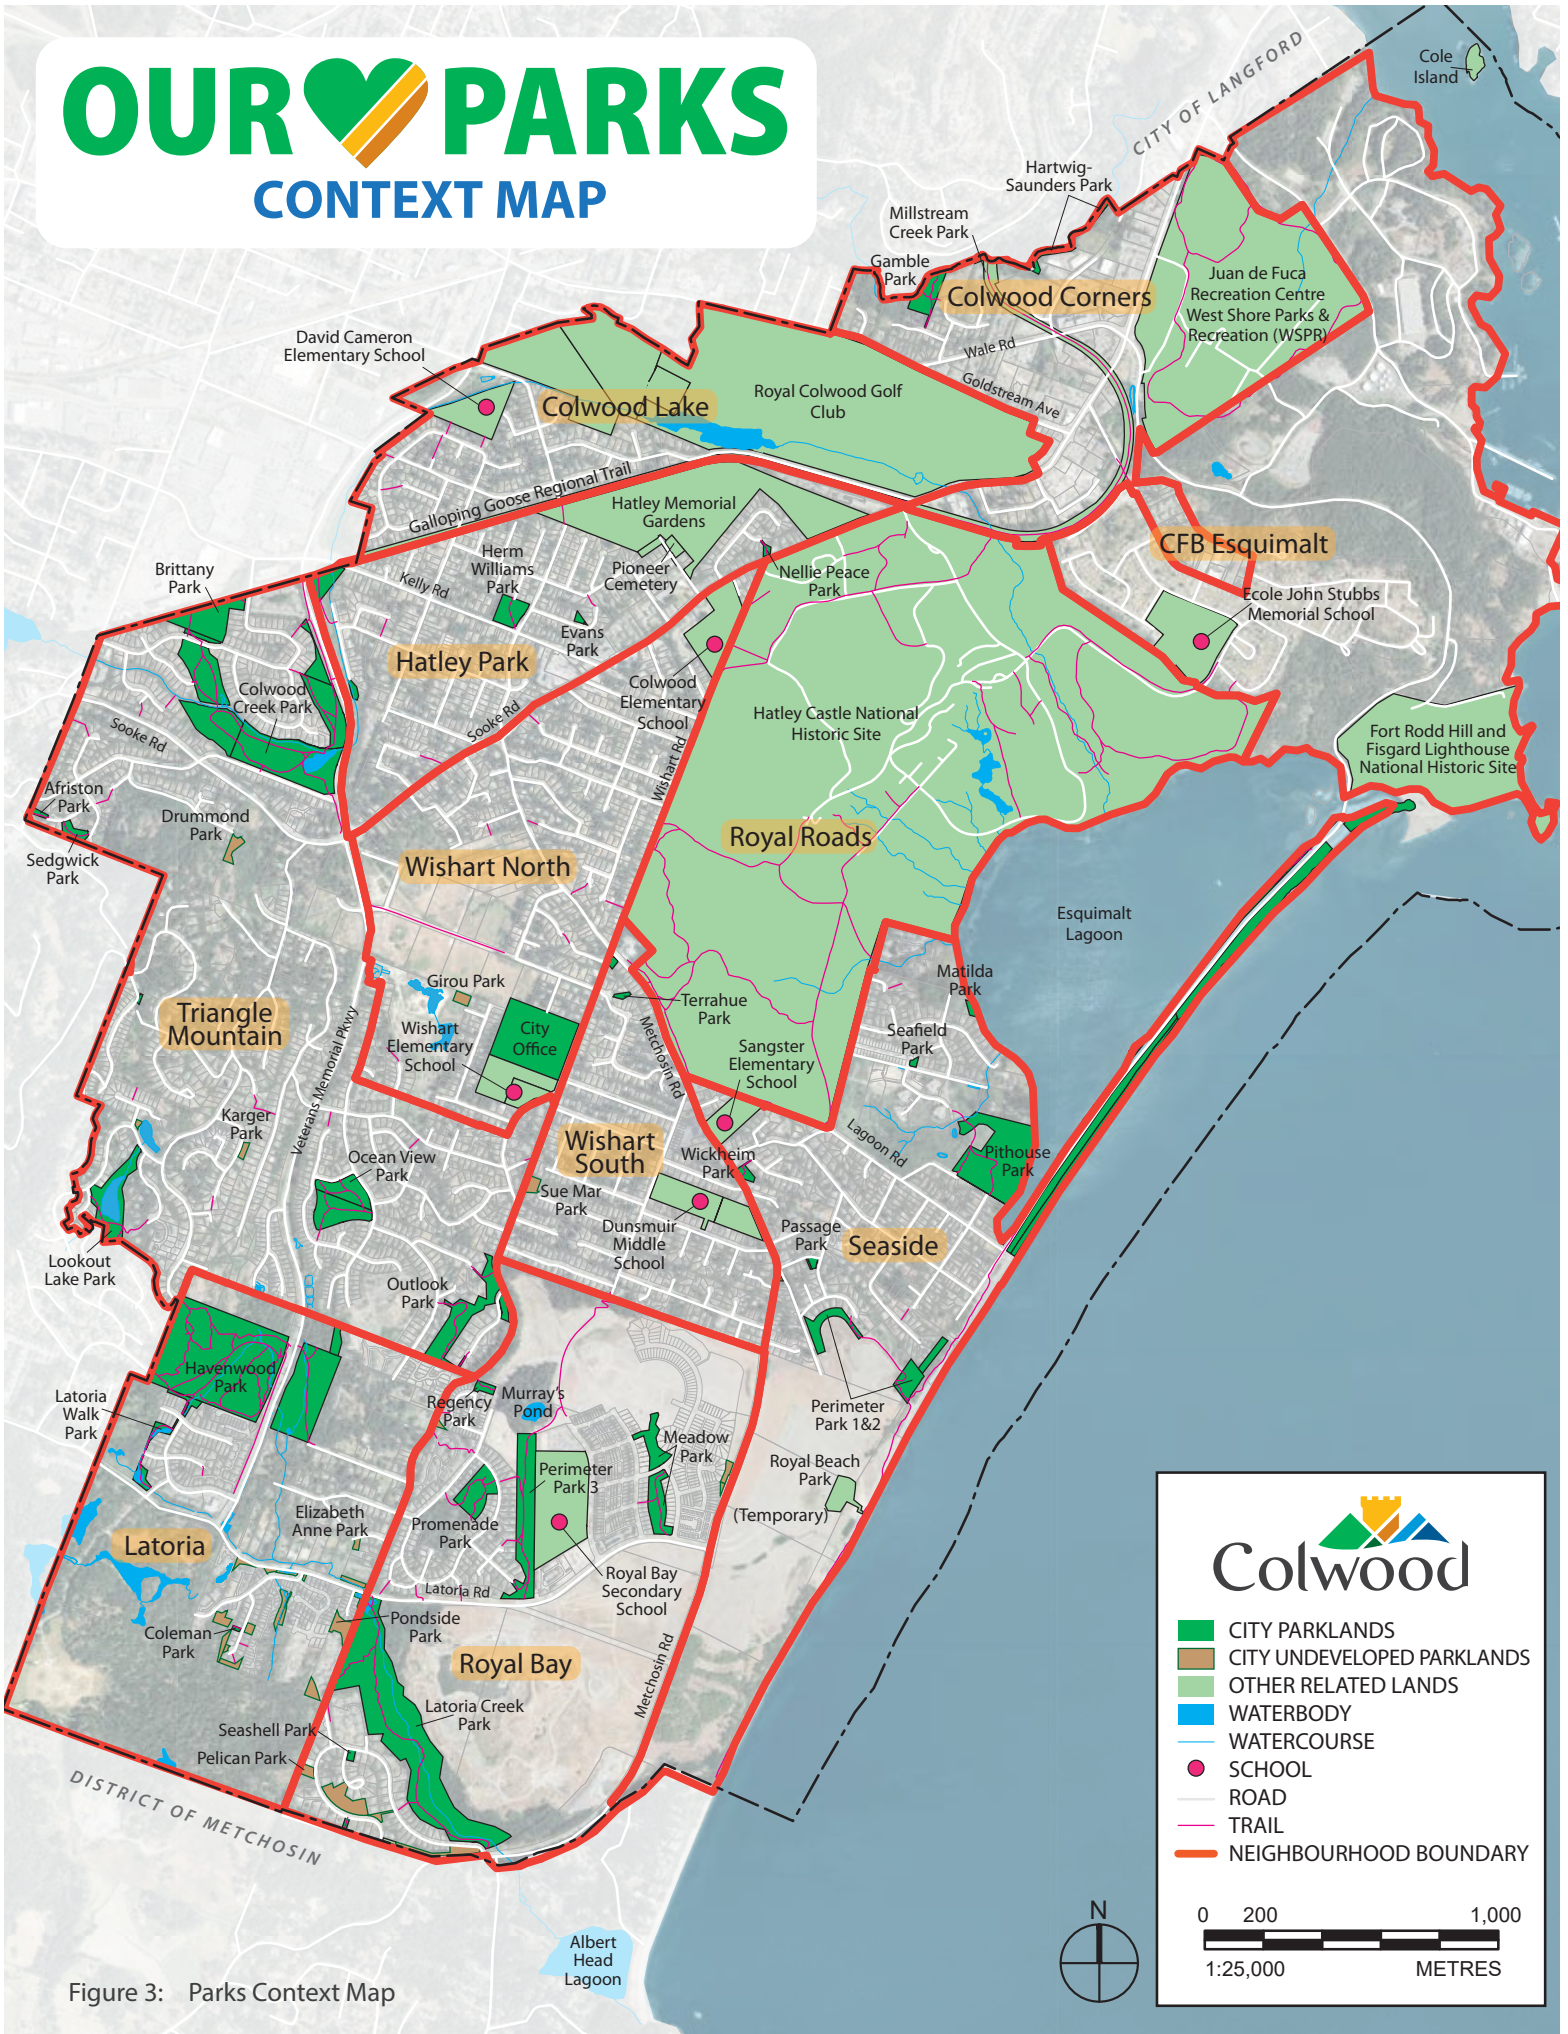 OUR PARKS
CONTEXT MAP
CITY OF LANGFORD
Cole
Island
Hartwig-
Saunders Park
Millstream
Creek Park
Gamble
Park
Colwood Corners
Juan de Fuca
Recreation Centre
West Shore Parks &
Recreation (WSPR)
David Cameron
Elementary School
Wale Rd
Goldstream Ave
Colwood Lake
Royal Colwood Golf
Club
Galloping Goose Regional Trail
Hatley Memorial
Gardens
CFB Esquimalt
Brittany
Park
Herm
Williams
Park
Kelly Rd
Pioneer
Cemetery
Nellie Peace
Park
Ecole John Stubbs
Memorial School
Evans
Park
Hatley Park
Colwood
Creek Park
Colwood
Elementary
School
Sooke Rd
Sooke Rd
Wishart Rd
Hatley Castle National
Historic Site
Fort Rodd Hill and
Fisgard Lighthouse
National Historic Site
Afriston
Park
Drummond
Park
Sedgwick
Park
Wishart North
Royal Roads
Esquimalt
Lagoon
Girou Park
Matilda
Park
Terrahue
Park
Triangle
Mountain
Veterans Memorial Pkwy
Wishart
Elementary
School
City
Office
Metchosin Rd
Seafield
Park
Sangster
Elementary
School
Karger
Park
Lagoon Rd
Wishart
South
Ocean View
Park
Wickheim
Park
Pithouse
Park
Sue Mar
Park
Dunsmuir
Middle
School
Passage
Park
Seaside
Lookout
Lake Park
Outlook
Park
Havenwood
Park
Latoria
Walk
Park
Regency
Park
Murray's
Pond
Perimeter
Park 1&2
Meadow
Park
Perimeter
Park 3
Royal Beach
Park
(Temporary)
Elizabeth
Anne Park
Promenade
Park
Latoria
Latoria Rd
Royal Bay
Secondary
School
Coleman
Park
Pondside
Park
Royal Bay
Metchosin Rd
Latoria Creek
Park
Seashell Park
Pelican Park
DISTRICT OF METCHOSIN
Albert
Head
Lagoon
Colwood
CITY PARKLANDS
CITY UNDEVELOPED PARKLANDS
OTHER RELATED LANDS
WATERBODY
WATERCOURSE
SCHOOL
ROAD
TRAIL
NEIGHBOURHOOD BOUNDARY
0 200 1,000
1:25,000 METRES
N
Figure 3: Parks Context Map